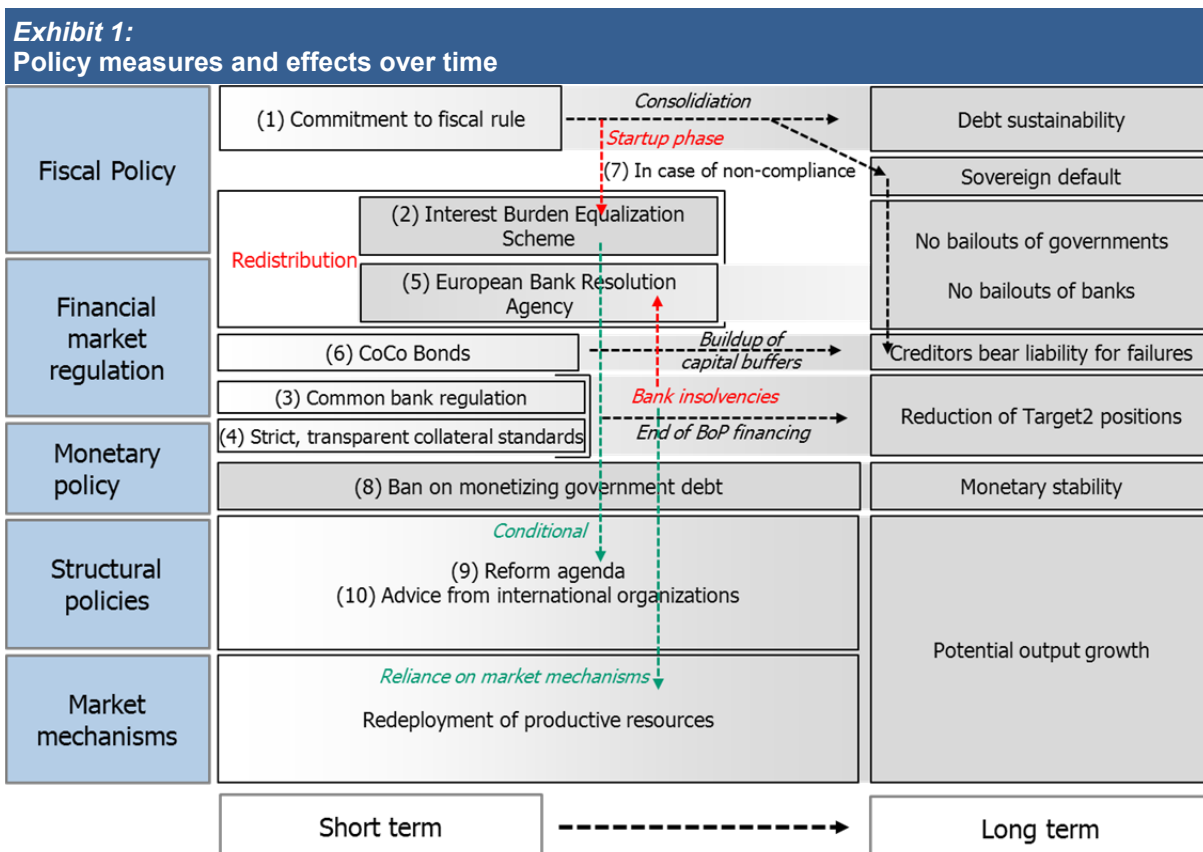 Exhibit 1:
Policy measures and effects over time
Fiscal Policy
(1) Commitment to fiscal rule
Consolidiation
Debt sustainability
Startup phase
(7) In case of non-compliance
Sovereign default
(2) Interest Burden Equalization
Scheme
Redistribution
(5) European Bank Resolution
Agency
No bailouts of governments
No bailouts of banks
Financial
market
regulation
(6) CoCo Bonds
Buildup of
capital buffers
Creditors bear liability for failures
(3) Common bank regulation
Bank insolvencies
(4) Strict, transparent collateral standards
End of BoP financing
Reduction of Target2 positions
Monetary
policy
(8) Ban on monetizing government debt
Monetary stability
Structural
policies
Conditional
(9) Reform agenda
(10) Advice from international organizations
Potential output growth
Market
mechanisms
Reliance on market mechanisms
Redeployment of productive resources
Short term
Long term